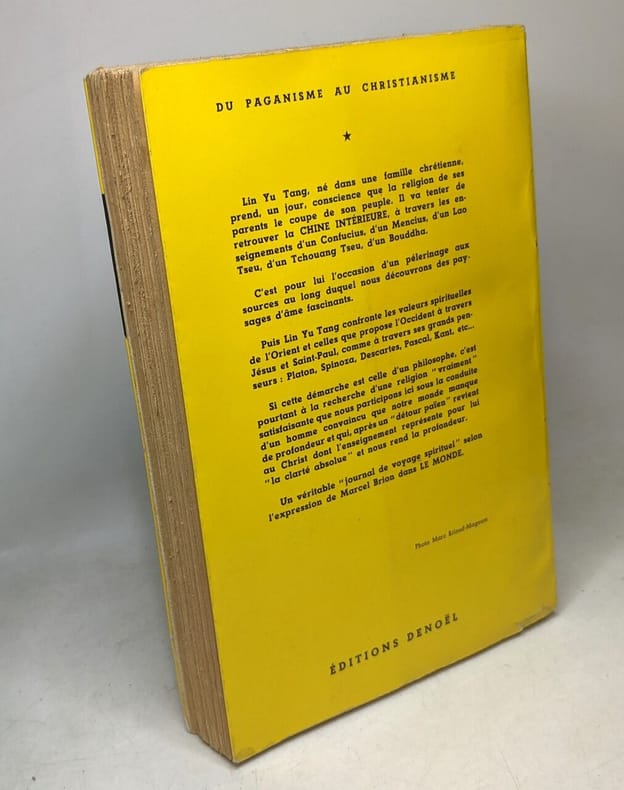 DU PAGANISME AU CHRISTIANISME
★
Lin Yu Tang, né dans une famille chrétienne,
prend, un jour, conscience que la religion de ses
parents le coupe de son peuple. Il va tenter de
retrouver la CHINE INTÉRIEURE, à travers les en-
seignements d'un Confucius, d'un Mencius, d'un Lao
Tseu, d'un Tchouang Tseu, d'un Bouddha.
C'est pour lui l'occasion d'un pélerinage aux
sources au long duquel nous découvrons des pay-
sages d'âme fascinants.
Puis Lin Yu Tang confronte les valeurs spirituelles
de l'Orient et celles que propose l'Occident à travers
Jésus et Saint-Paul, comme à travers ses grands pen-
seurs : Platon, Spinoza, Descartes, Pascal, Kant, etc...
Si cette démarche est celle d'un philosophe, c'est
pourtant à la recherche d'une religion "vraiment"
satisfaisante que nous participons ici sous la conduite
d'un homme convaincu que notre monde manque
de profondeur et qui, après un "détour païen" revient
au Christ dont l'enseignement représente pour lui
"la clarté absolue" et nous rend la profondeur.
Un véritable "journal de voyage spirituel" selon
l'expression de Marcel Brion dans LE MONDE.
Photo Marc Riboud-Magnum
ÉDITIONS DENOËL